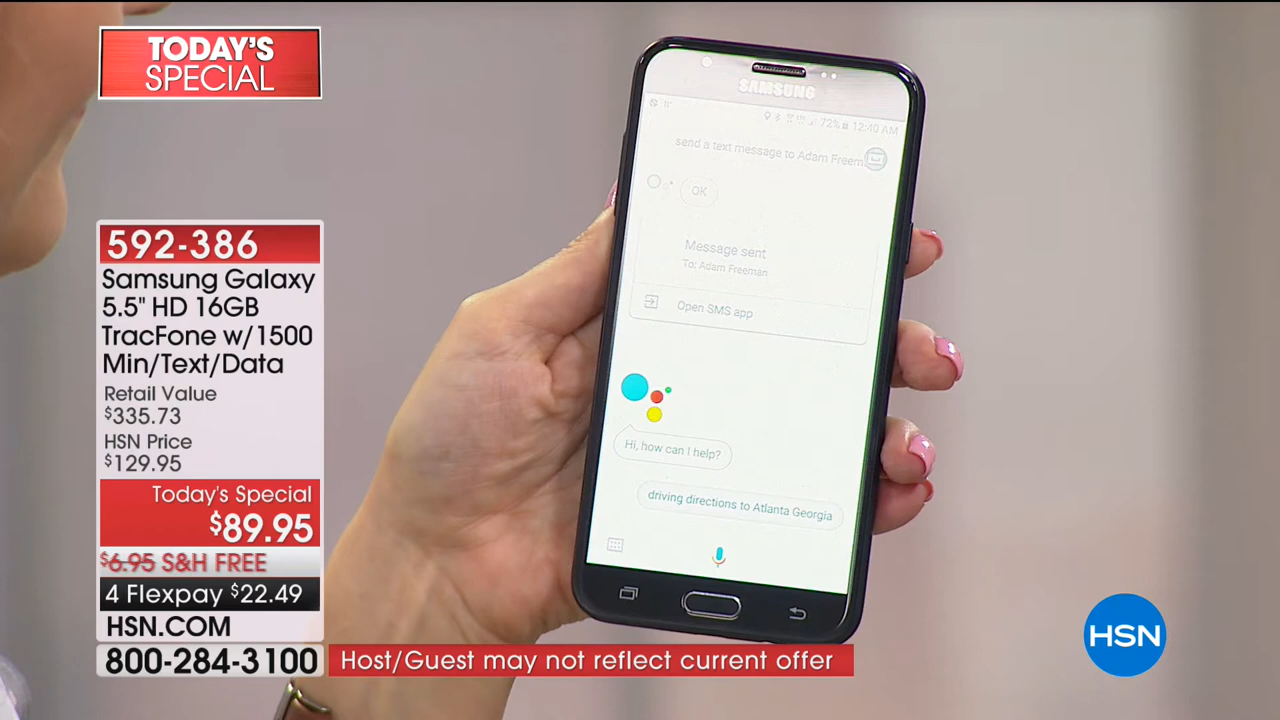 TODAY'S
SPECIAL
592-386
Samsung Galaxy
5.5" HD 16GB
TracFone w/1500
Min/Text/Data
Retail Value
$335.73
HSN Price
$129.95
Today's Special
$89.95
$6.95 S&H FREE
4 Flexpay $22.49
HSN.COM
800-284-3100
Host/Guest may not reflect current offer
SAMSUNG
72% 12:40 AM
send a text message to Adam Freem
OK
Message sent
To: Adam Freeman
Open SMS app
Hi, how can I help?
driving directions to Atlanta Georgia
HSN